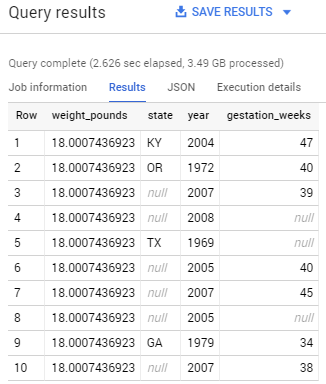 Query results SAVE RESULTS
Query complete (2.626 sec elapsed, 3.49 GB processed)
Job information Results JSON Execution details
Row weight_pounds state year gestation_weeks
1 18.0007436923 KY 2004 47
2 18.0007436923 OR 1972 40
3 18.0007436923 null 2007 39
4 18.0007436923 null 2008 null
5 18.0007436923 TX 1969 null
6 18.0007436923 null 2005 40
7 18.0007436923 null 2007 45
8 18.0007436923 null 2005 null
9 18.0007436923 GA 1979 34
10 18.0007436923 null 2007 38